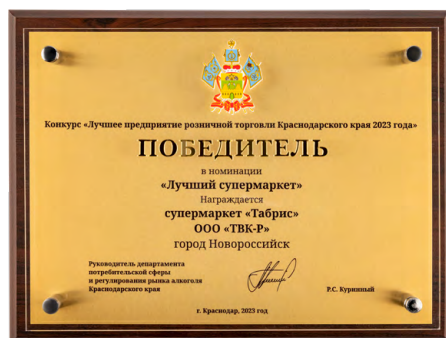 Конкурс «Лучшее предприятие розничной торговли Краснодарского края 2023 года»
ПОБЕДИТЕЛЬ
в номинации
«Лучший супермаркет»
Награждается
супермаркет «Табрис»
ООО «ТВК-Р»
город Новороссийск
Руководитель департамента
потребительской сферы
и регулирования рынка алкоголя
Краснодарского края
Р.С. Куринный
г. Краснодар, 2023 год